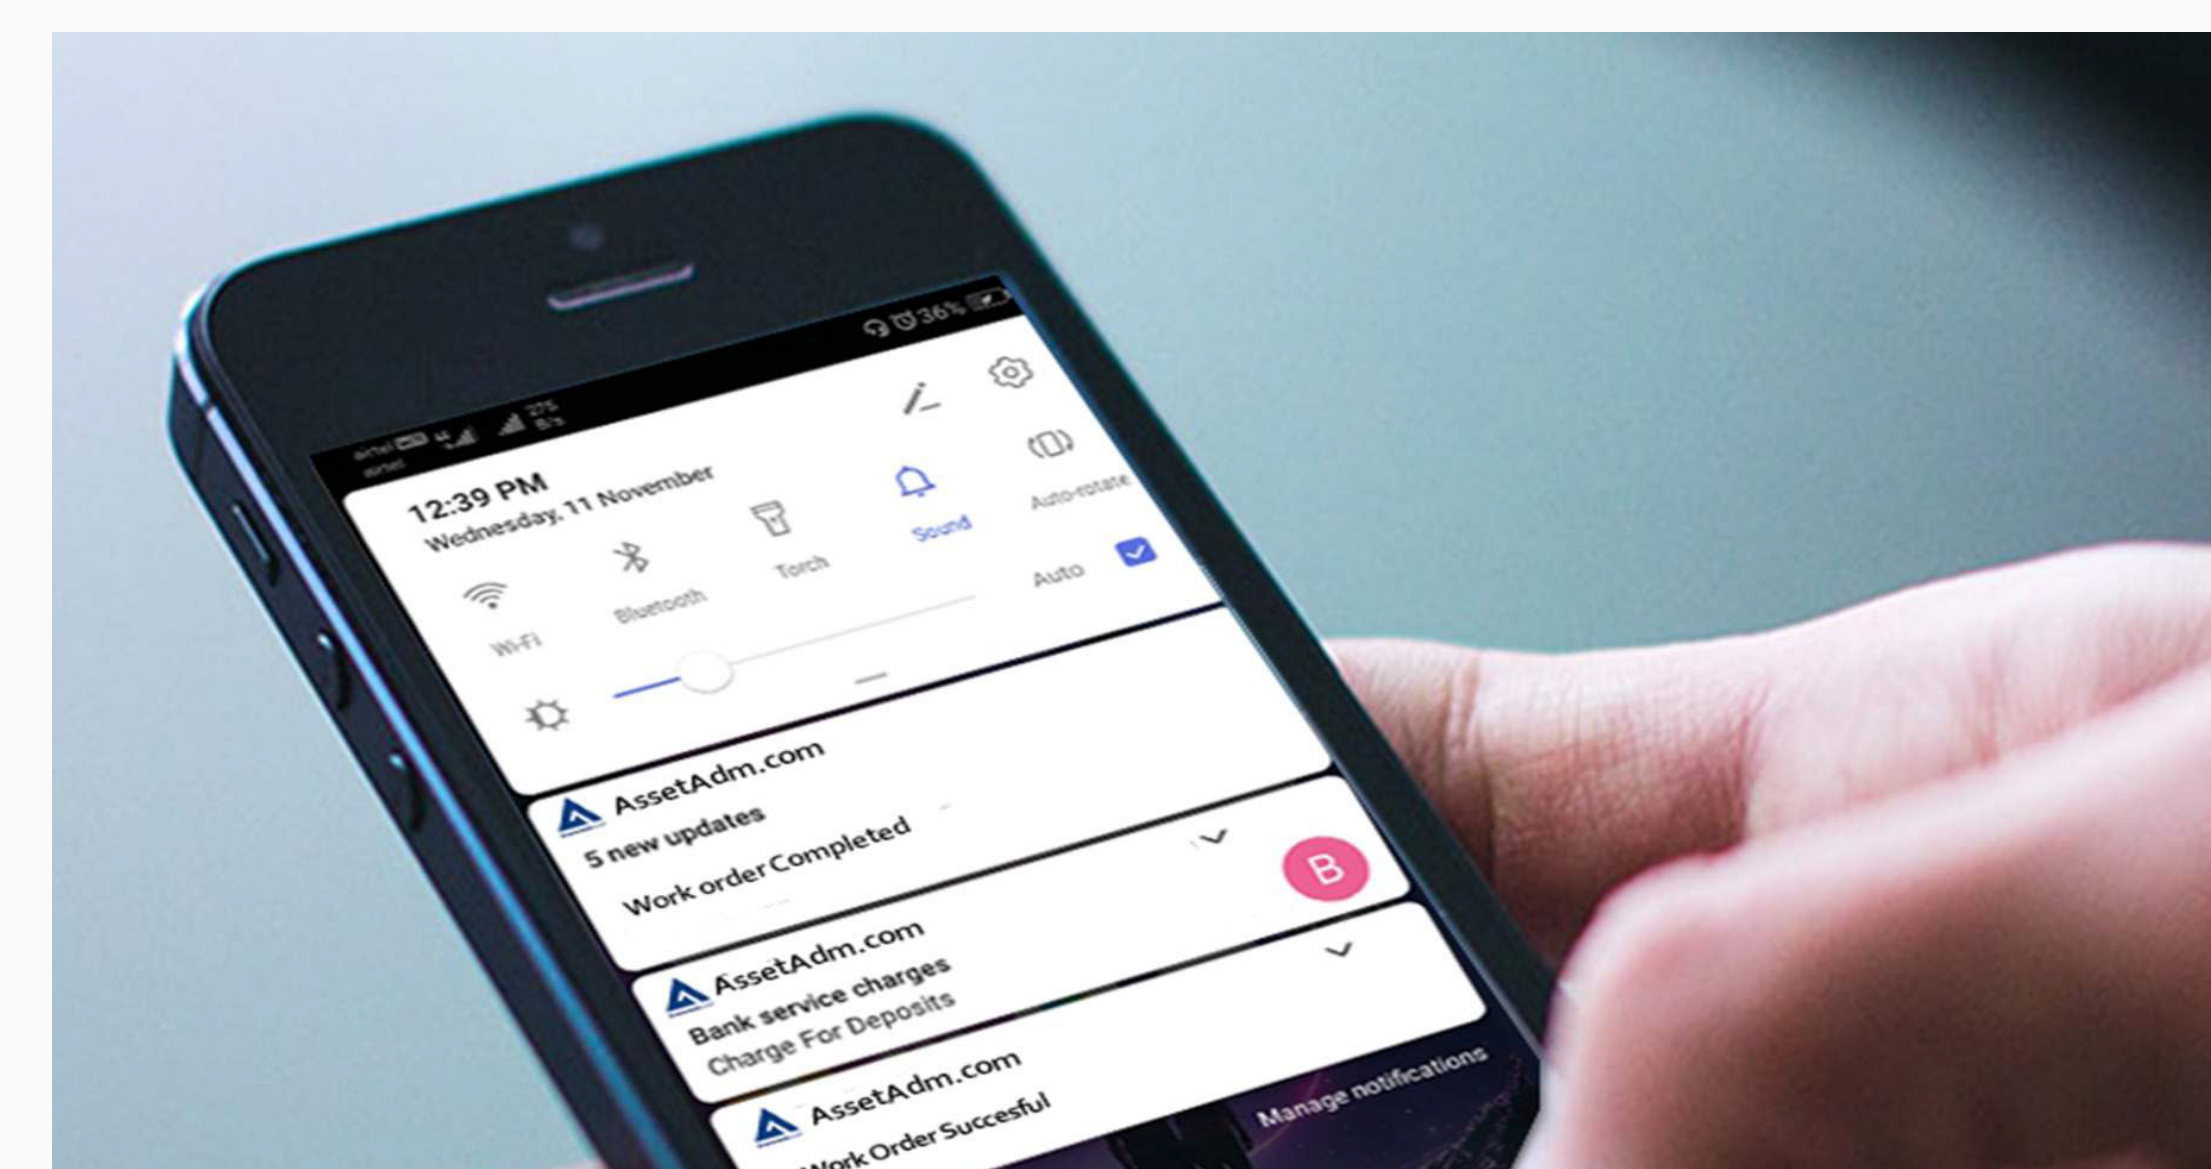 airtel
airtel
36%
12:39 PM
Wednesday, 11 November
Wi-Fi
Bluetooth
Torch
Sound
Auto-rotate
Auto
AssetAdm.com
5 new updates
Work order Completed
AssetAdm.com
Bank service charges
Charge For Deposits
B
AssetAdm.com
Work Order Succesful
Manage notifications